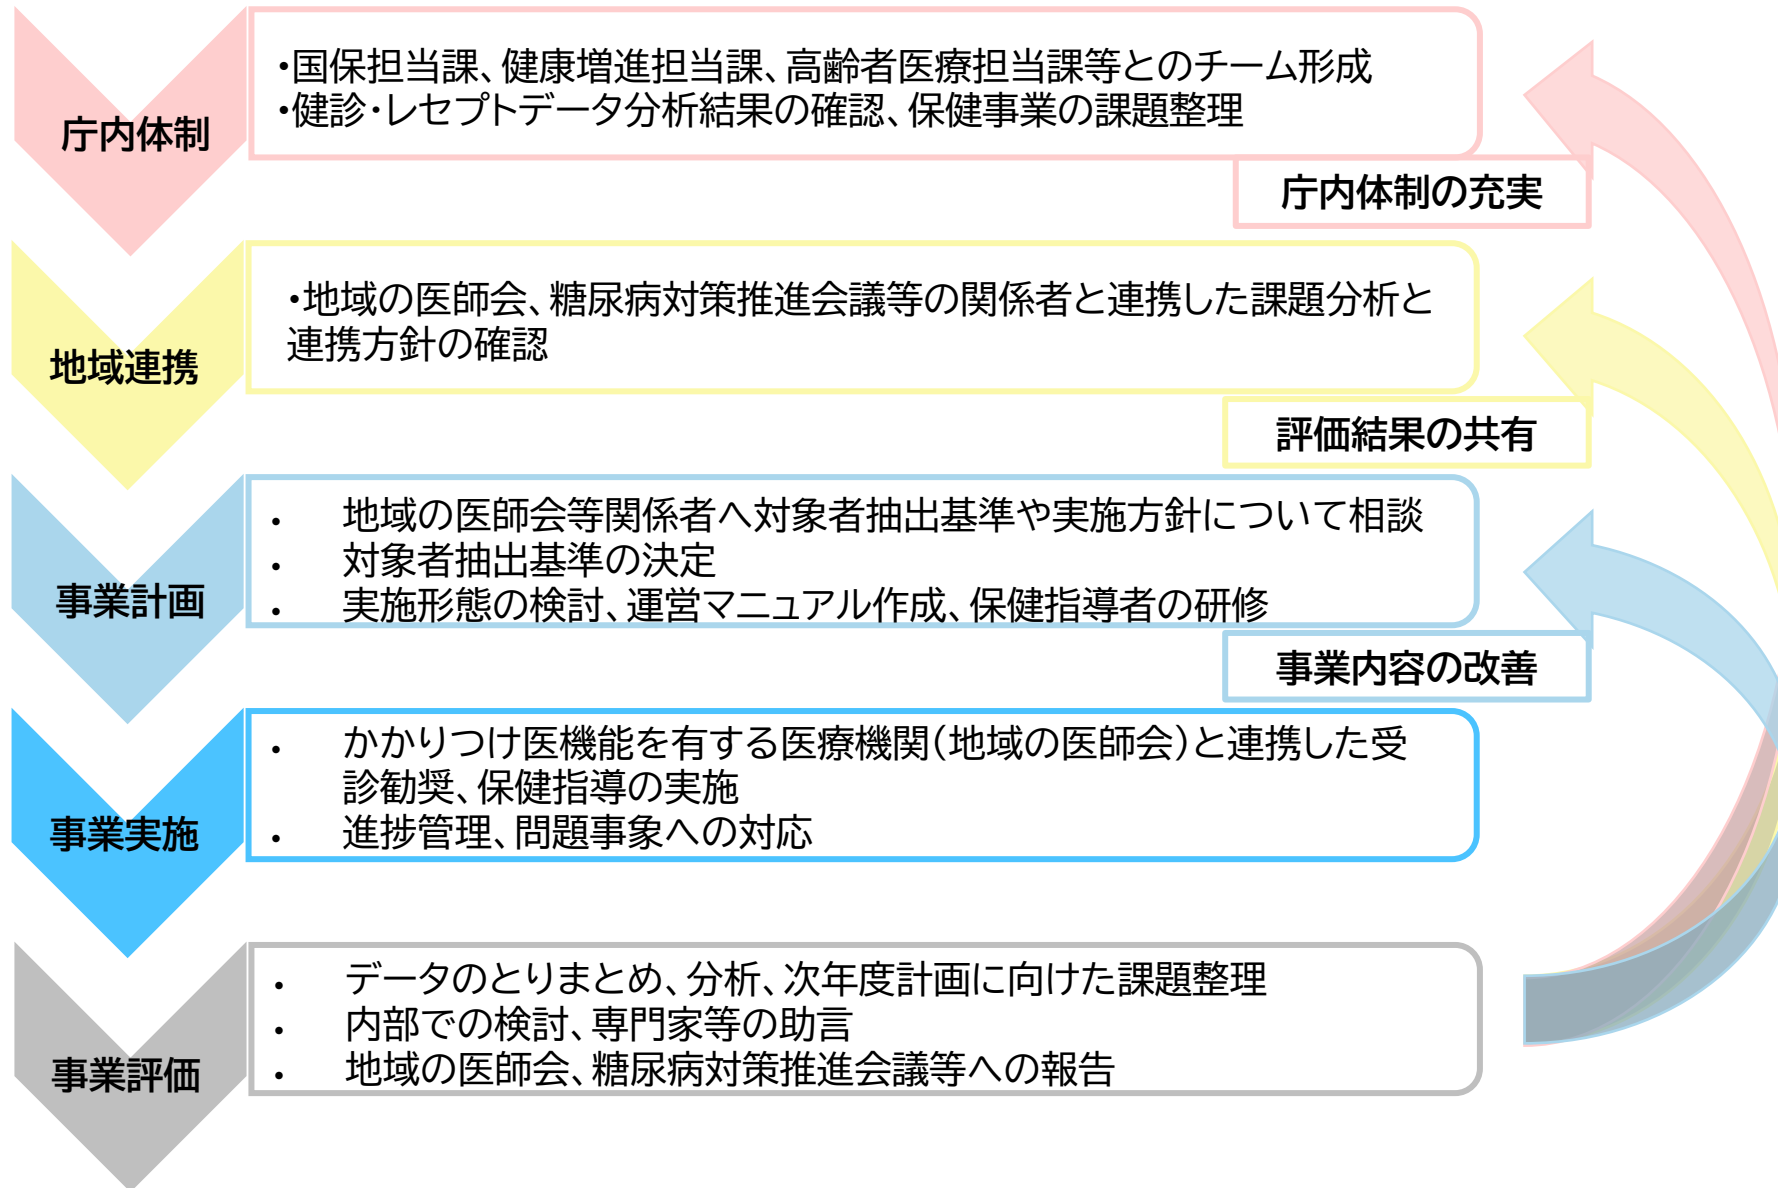 庁内体制
・国保担当課、健康増進担当課、高齢者医療担当課等とのチーム形成
・健診・レセプトデータ分析結果の確認、保健事業の課題整理
庁内体制の充実
地域連携
・地域の医師会、糖尿病対策推進会議等の関係者と連携した課題分析と
連携方針の確認
評価結果の共有
事業計画
・ 地域の医師会等関係者へ対象者抽出基準や実施方針について相談
・ 対象者抽出基準の決定
・ 実施形態の検討、運営マニュアル作成、保健指導者の研修
事業内容の改善
事業実施
・ かかりつけ医機能を有する医療機関(地域の医師会)と連携した受
診勧奨、保健指導の実施
・ 進捗管理、問題事象への対応
事業評価
・ データのとりまとめ、分析、次年度計画に向けた課題整理
・ 内部での検討、専門家等の助言
・ 地域の医師会、糖尿病対策推進会議等への報告